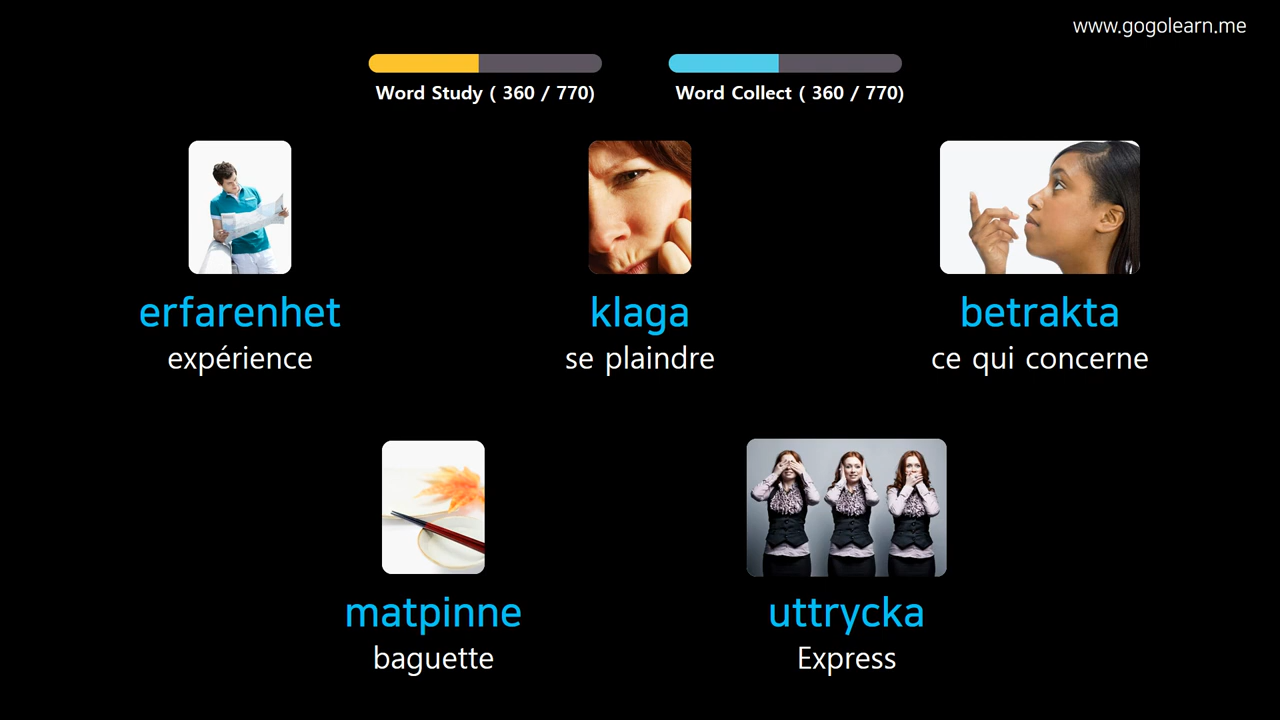 www.gogolearn.me
Word Study ( 360 / 770)
Word Collect ( 360 / 770)
erfarenhet
expérience
klaga
se plaindre
betrakta
ce qui concerne
matpinne
baguette
uttrycka
Express